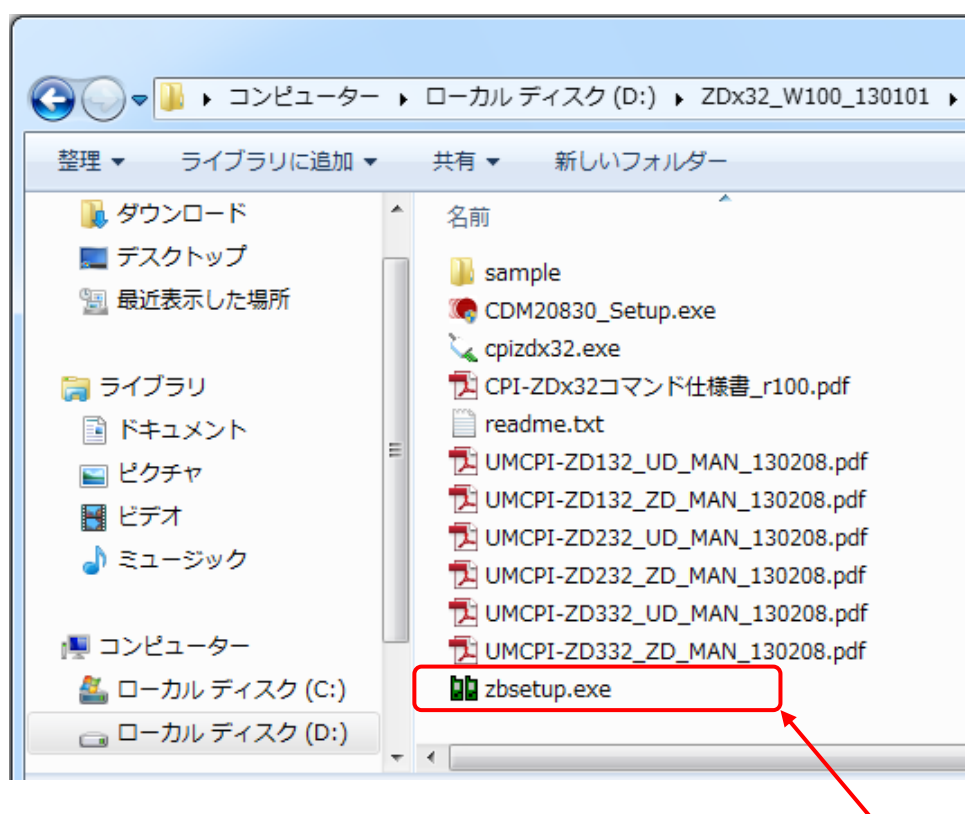 コンピューター ▸ ローカル ディスク (D:) ▸ ZDx32_W100_130101 ▸
整理 ▼ ライブラリに追加 ▼ 共有 ▼ 新しいフォルダー
ダウンロード
デスクトップ
最近表示した場所
ライブラリ
ドキュメント
ピクチャ
ビデオ
ミュージック
コンピューター
ローカル ディスク (C:)
ローカル ディスク (D:)
名前
sample
CDM20830_Setup.exe
cpizdx32.exe
CPI-ZDx32コマンド仕様書_r100.pdf
readme.txt
UMCPI-ZD132_UD_MAN_130208.pdf
UMCPI-ZD132_ZD_MAN_130208.pdf
UMCPI-ZD232_UD_MAN_130208.pdf
UMCPI-ZD232_ZD_MAN_130208.pdf
UMCPI-ZD332_UD_MAN_130208.pdf
UMCPI-ZD332_ZD_MAN_130208.pdf
zbsetup.exe